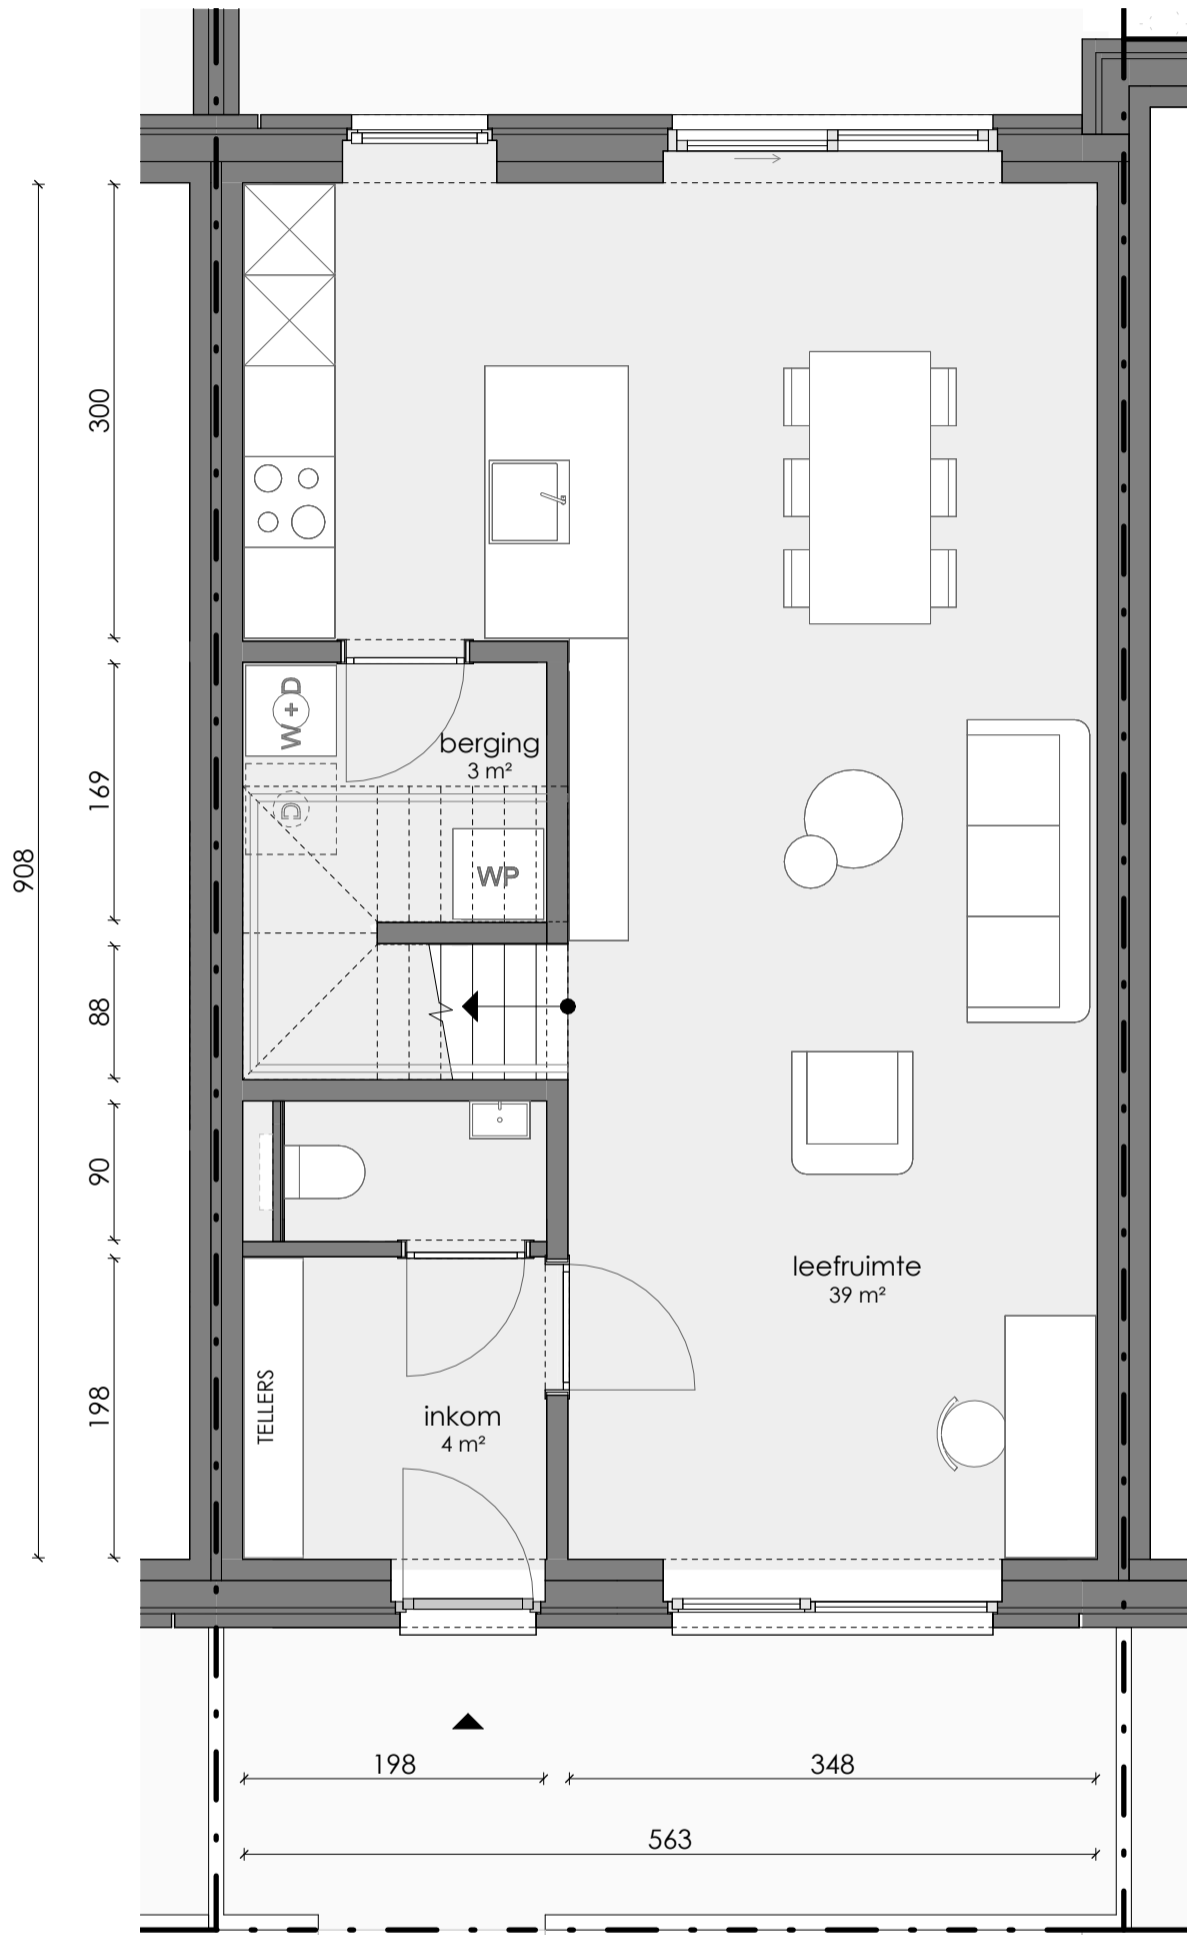 300
W+D
berging
3 m²
169
D
WP
908
88
90
leefruimte
39 m²
TELLERS
198
inkom
4 m²
198
348
563